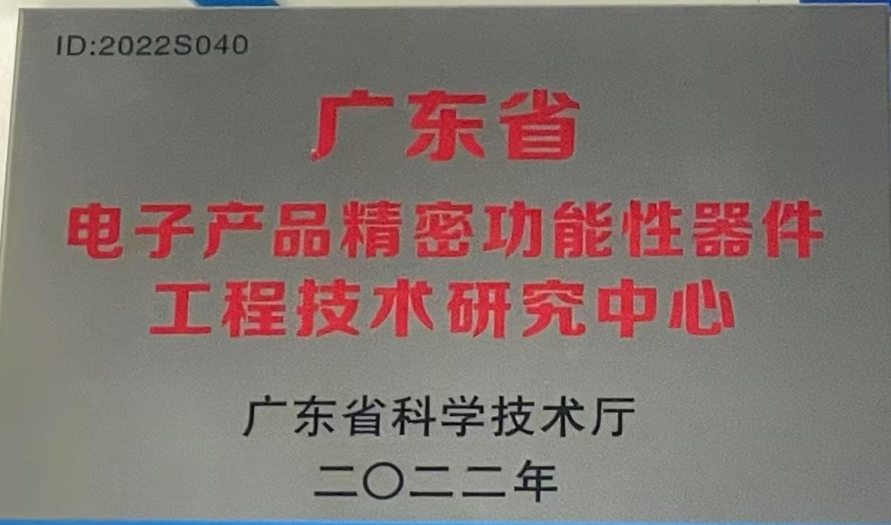 ID:2022S040
广东省
电子产品精密功能性器件
工程技术研究中心
广东省科学技术厅
二〇二二年